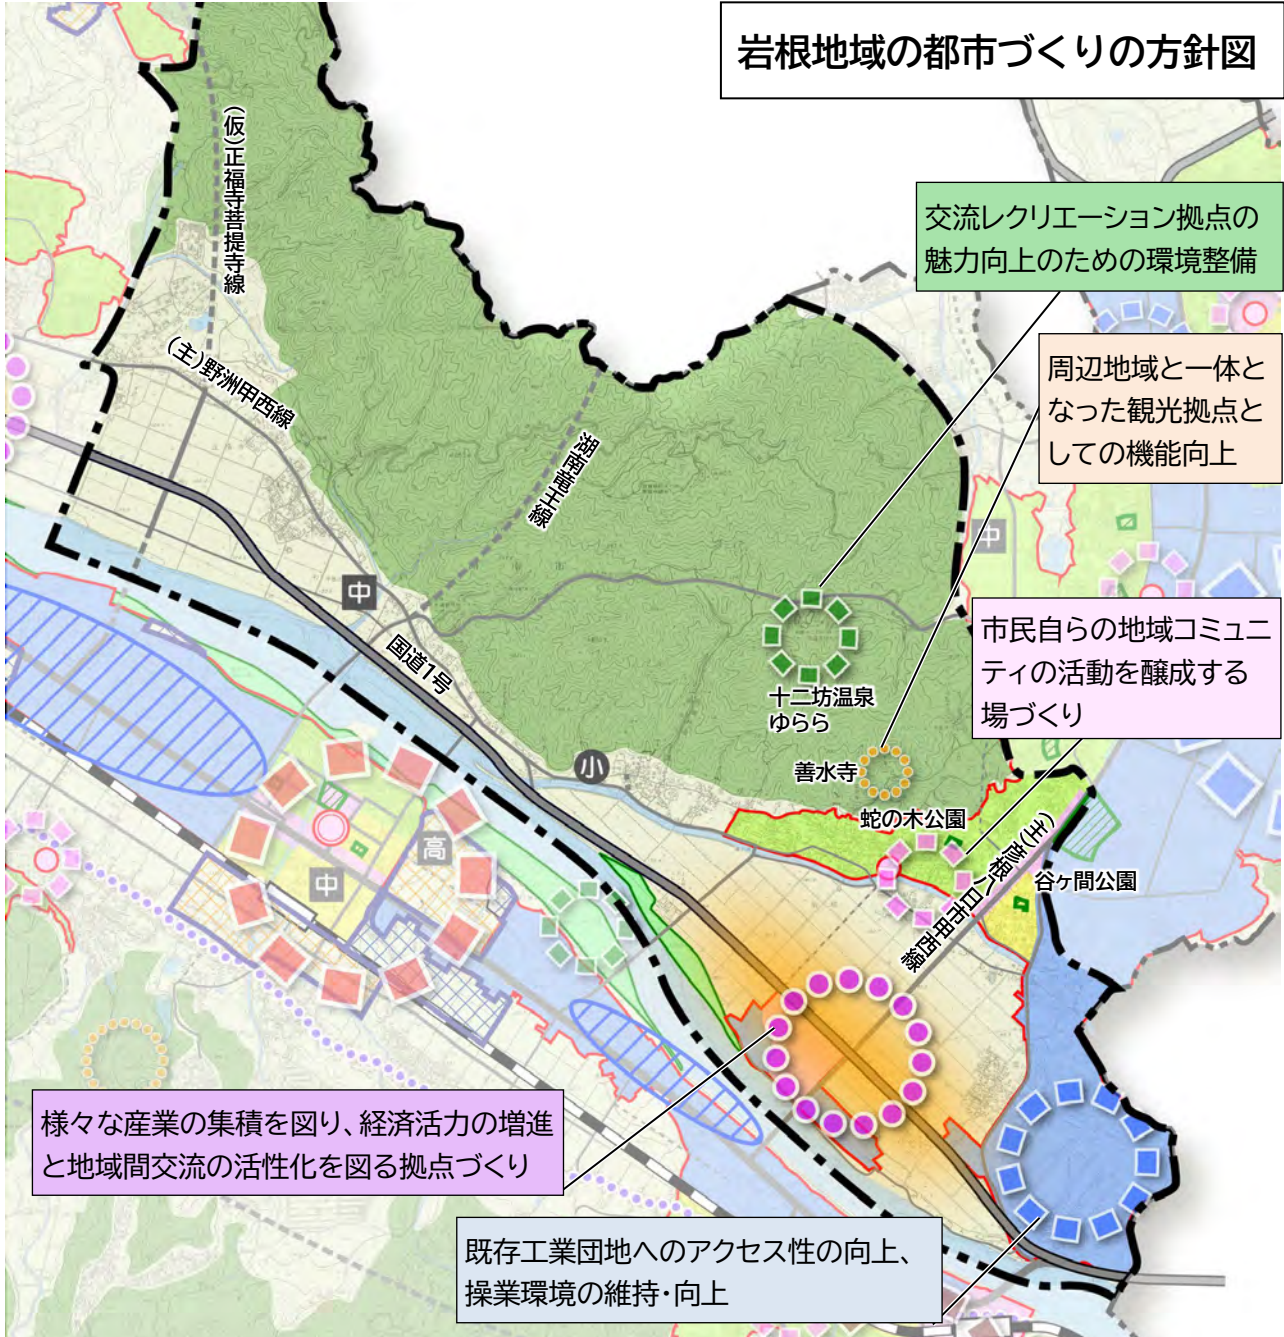 岩根地域の都市づくりの方針図
(仮)正福寺菩提寺線
交流レクリエーション拠点の
魅力向上のための環境整備
周辺地域と一体と
なった観光拠点と
しての機能向上
(主)野洲甲西線
湖南竜王線
中
中
国道1号
市民自らの地域コミュニ
ティの活動を醸成する
場づくり
十二坊温泉
ゆらら
小
善水寺
蛇の木公園
(主)彦根八日市甲西線
谷ヶ間公園
高
中
様々な産業の集積を図り、経済活力の増進
と地域間交流の活性化を図る拠点づくり
既存工業団地へのアクセス性の向上、
操業環境の維持・向上